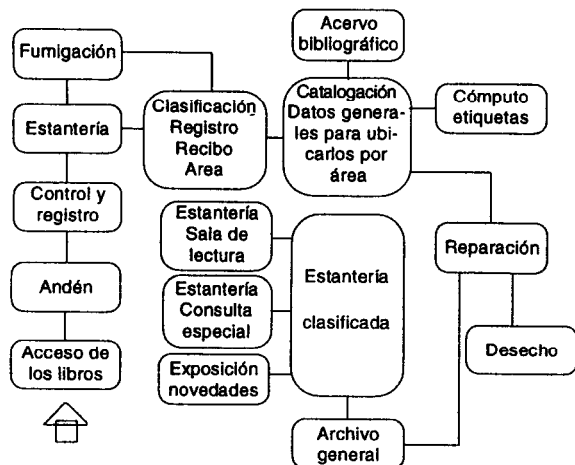 Acervo
bibliográfico
Fumigación
Clasificación
Registro
Recibo
Area
Catalogación
Datos genera-
les para ubi-
carlos por
área
Cómputo
etiquetas
Estantería
Control y
registro
Estantería
Sala de
lectura
Estantería
clasificada
Reparación
Andén
Estantería
Consulta
especial
Acceso de
los libros
Exposición
novedades
Desecho
Archivo
general